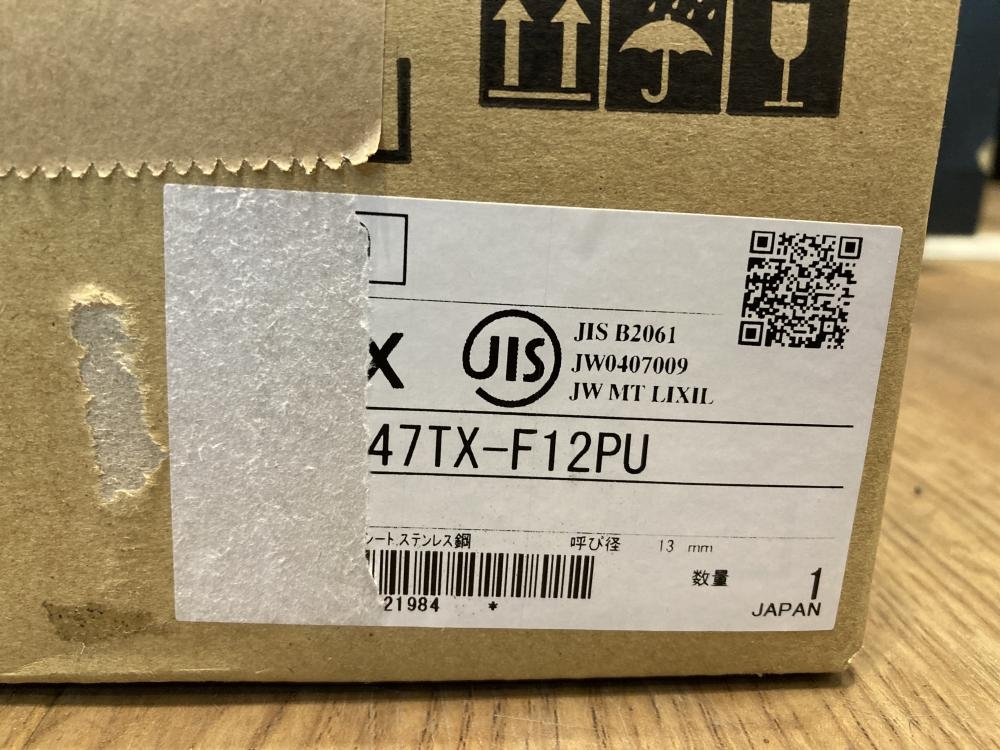 X
JIS
JIS B2061
JW0407009
JW MT LIXIL
47TX-F12PU
シート.ステンレス鋼
呼び径 13 mm
21984 *
数量 1
JAPAN